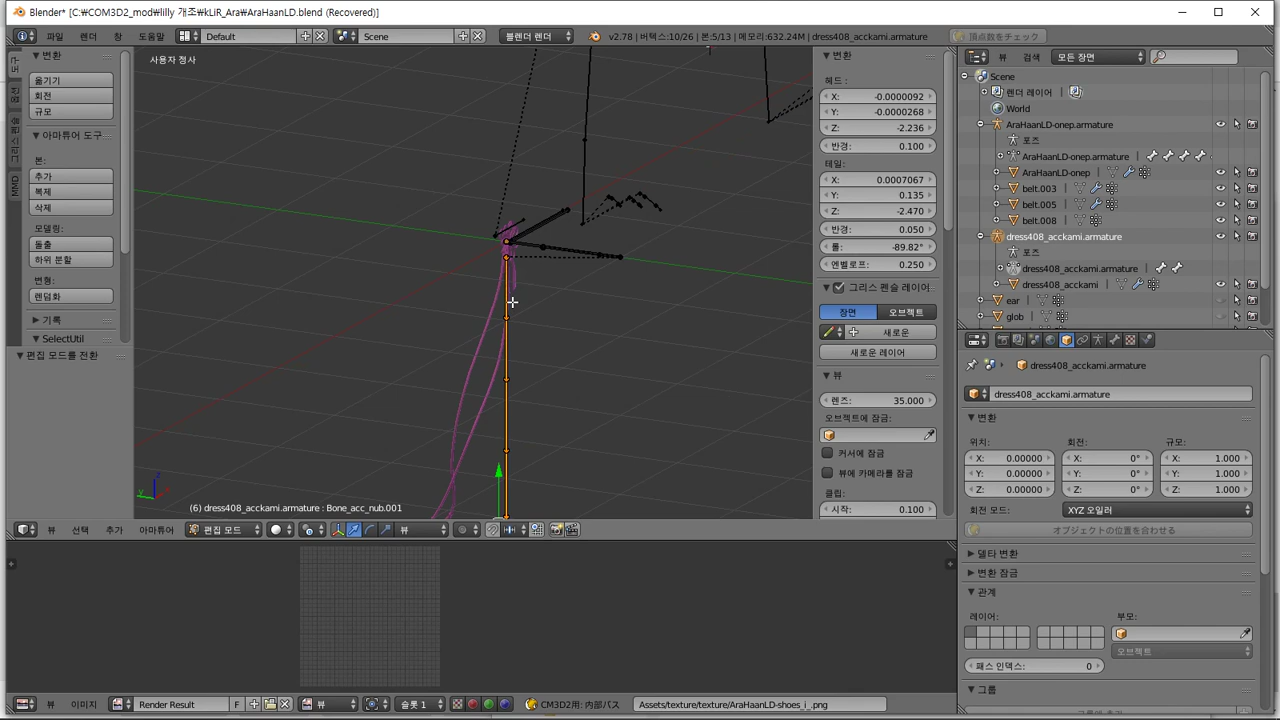 Blender* [C:₩COM3D2_mod₩lilly 개조₩kLiR_Ara₩AraHaanLD.blend (Recovered)]
파일 렌더 창 도움말 Default Scene 블렌더 렌더 v2.78 | 버텍스:10/26 | 본:5/13 | 메모리:632.24M | dress408_acckami.armature 頂点数をチェック
▼ 변환
옮기기
회전
규모
▼ 아마튜어 도구
본:
추가
복제
삭제
모델링:
돌출
하위 분할
변형:
렌덤화
▶ 기록
▼ SelectUtil
▼ 편집 모드를 전환
MMD
사용자 정사
(6) dress408_acckami.armature : Bone_acc_nub.001
▼ 변환
헤드:
X: -0.0000092
Y: -0.0000268
Z: -2.236
반경: 0.100
테일:
X: 0.0007067
Y: 0.135
Z: -2.470
반경: 0.050
롤: -89.82°
엔벨로프: 0.250
▼ 그리스 펜슬 레이어
장면 오브젝트
새로운
새로운 레이어
▼ 뷰
렌즈: 35.000
오브젝트에 잠금:
커서에 잠금
뷰에 카메라를 잠금
클립:
시작: 0.100
뷰 선택 추가 아마튜어 편집 모드 뷰
뷰 이미지 Render Result F 뷰 슬롯 1 CM3D2用: 内部パス Assets/texture/texture/AraHaanLD-shoes_i_.png
뷰 검색 모든 장면
Scene
렌더 레이어
World
AraHaanLD-onep.armature
포즈
AraHaanLD-onep.armature
AraHaanLD-onep
belt.003
belt.005
belt.008
dress408_acckami.armature
포즈
dress408_acckami.armature
dress408_acckami
ear
glob
dress408_acckami.armature
dress408_acckami.armature
▼ 변환
위치: 회전: 규모:
X: 0.00000 X: 0° X: 1.000
Y: 0.00000 Y: 0° Y: 1.000
Z: 0.00000 Z: 0° Z: 1.000
회전 모드: XYZ 오일러
オブジェクトの位置を合わせる
▶ 델타 변환
▶ 변환 잠금
▼ 관계
레이어: 부모:
오브젝트
패스 인덱스: 0
▼ 그룹